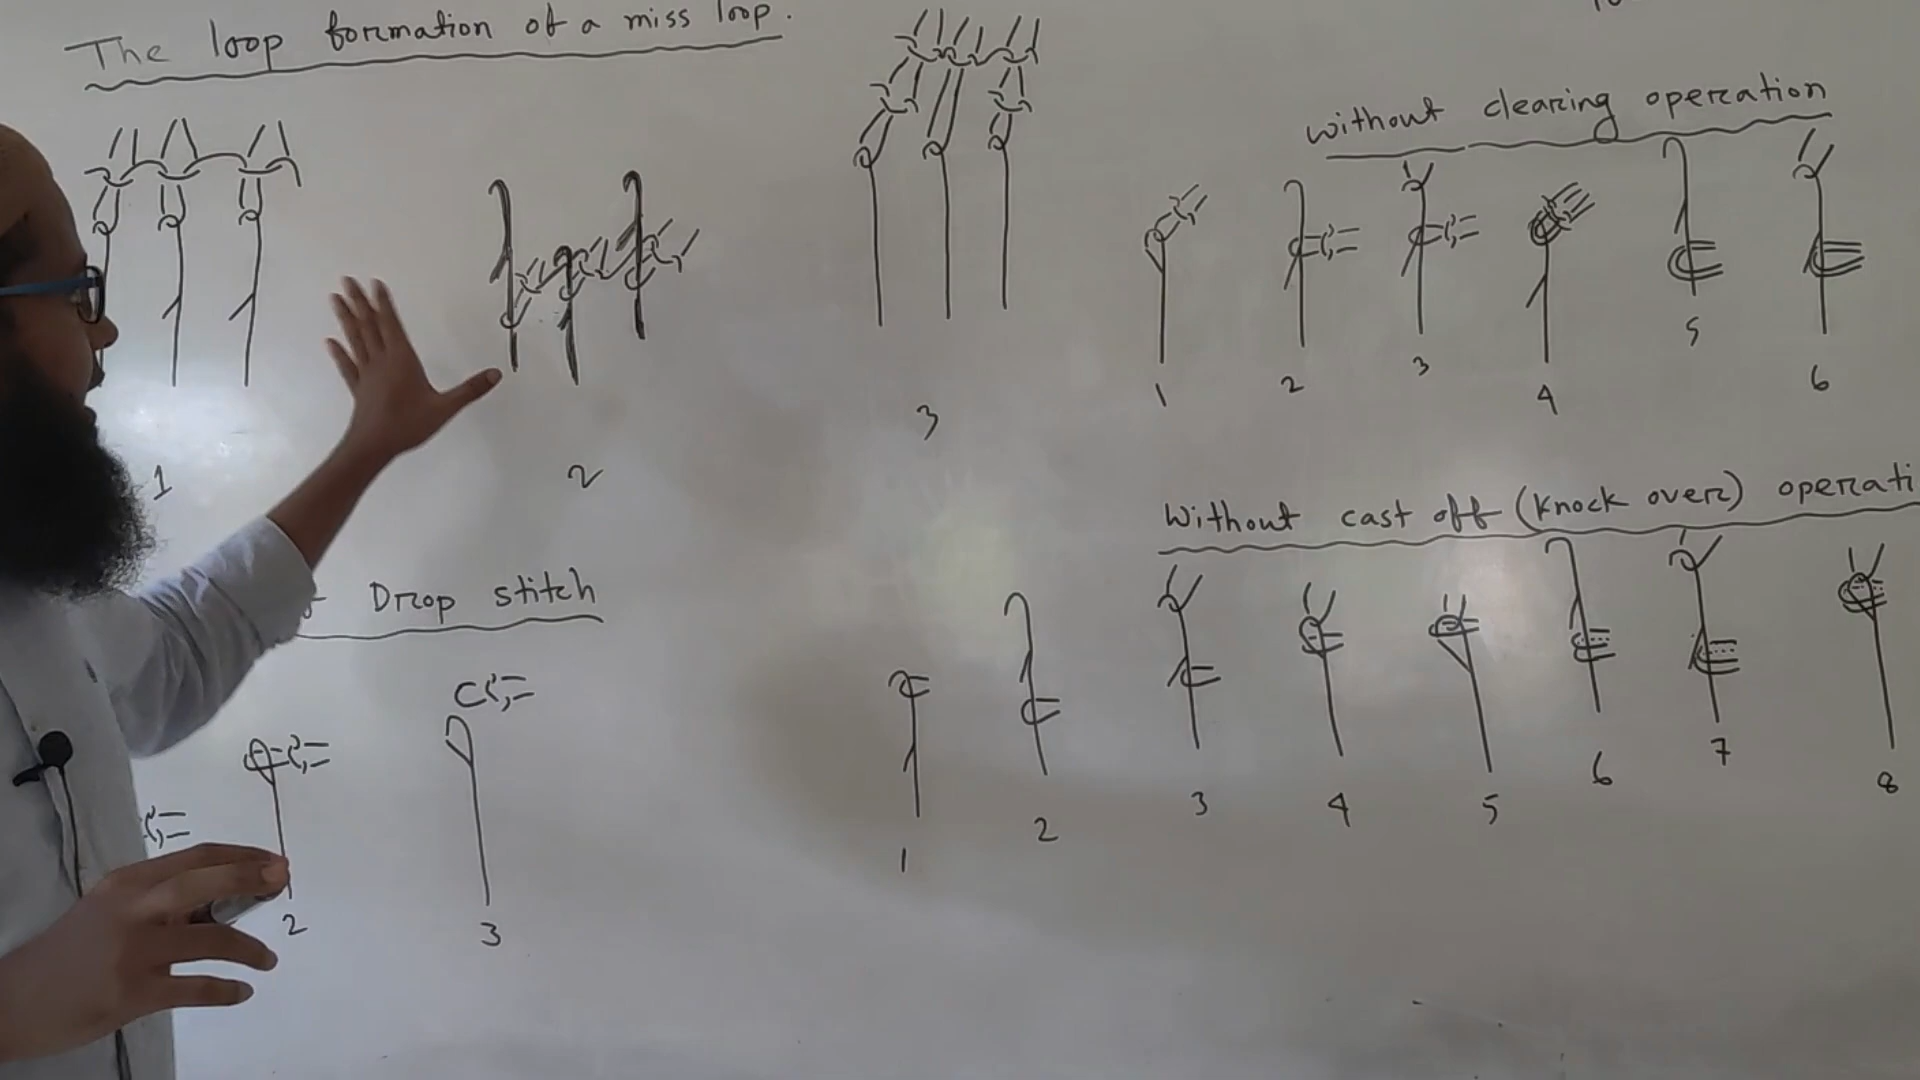 The loop formation of a miss loop.
1
2
3
Without clearing operation
1 2 3 4 5 6
Drop stitch
2 3
Without cast off (knock over) operati
1 2 3 4 5 6 7 8